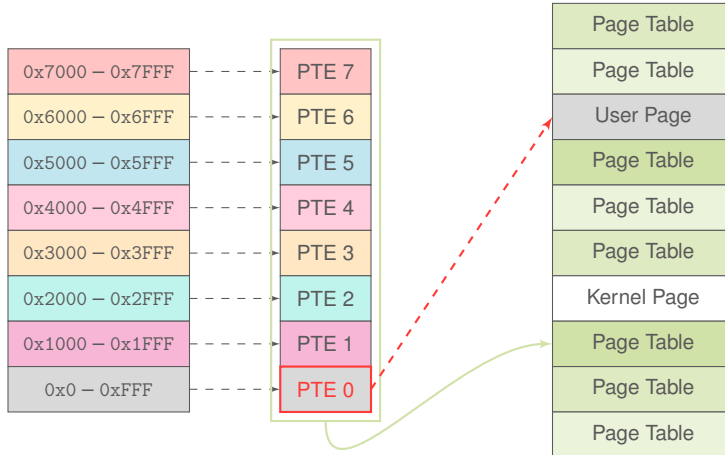 0x7000 – 0x7FFF
0x6000 – 0x6FFF
0x5000 – 0x5FFF
0x4000 – 0x4FFF
0x3000 – 0x3FFF
0x2000 – 0x2FFF
0x1000 – 0x1FFF
0x0 – 0xFFF
PTE 7
PTE 6
PTE 5
PTE 4
PTE 3
PTE 2
PTE 1
PTE 0
Page Table
Page Table
User Page
Page Table
Page Table
Page Table
Kernel Page
Page Table
Page Table
Page Table